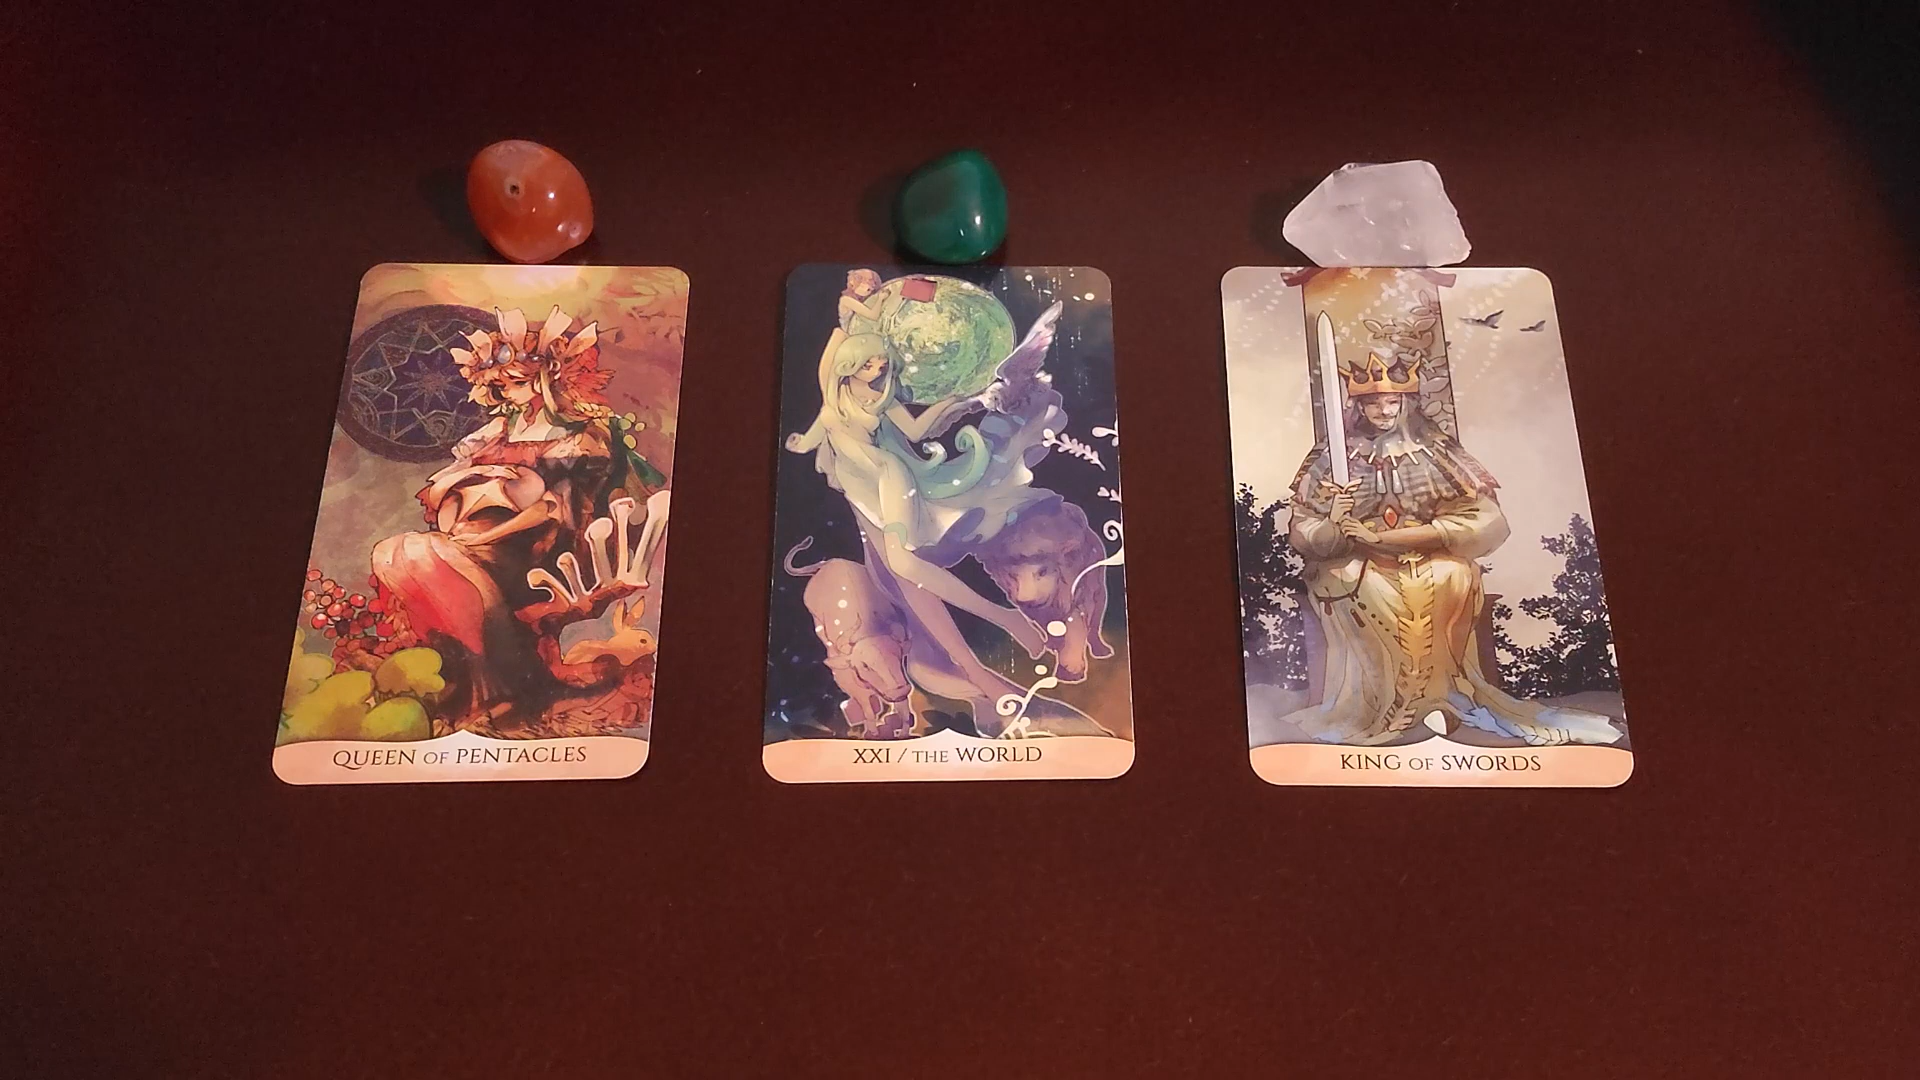 QUEEN OF PENTACLES
XXI / THE WORLD
KING OF SWORDS